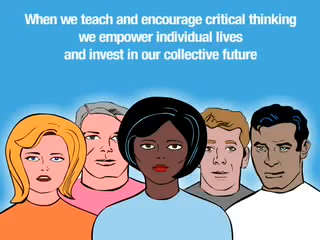 When we teach and encourage critical thinking
we empower individual lives
and invest in our collective future